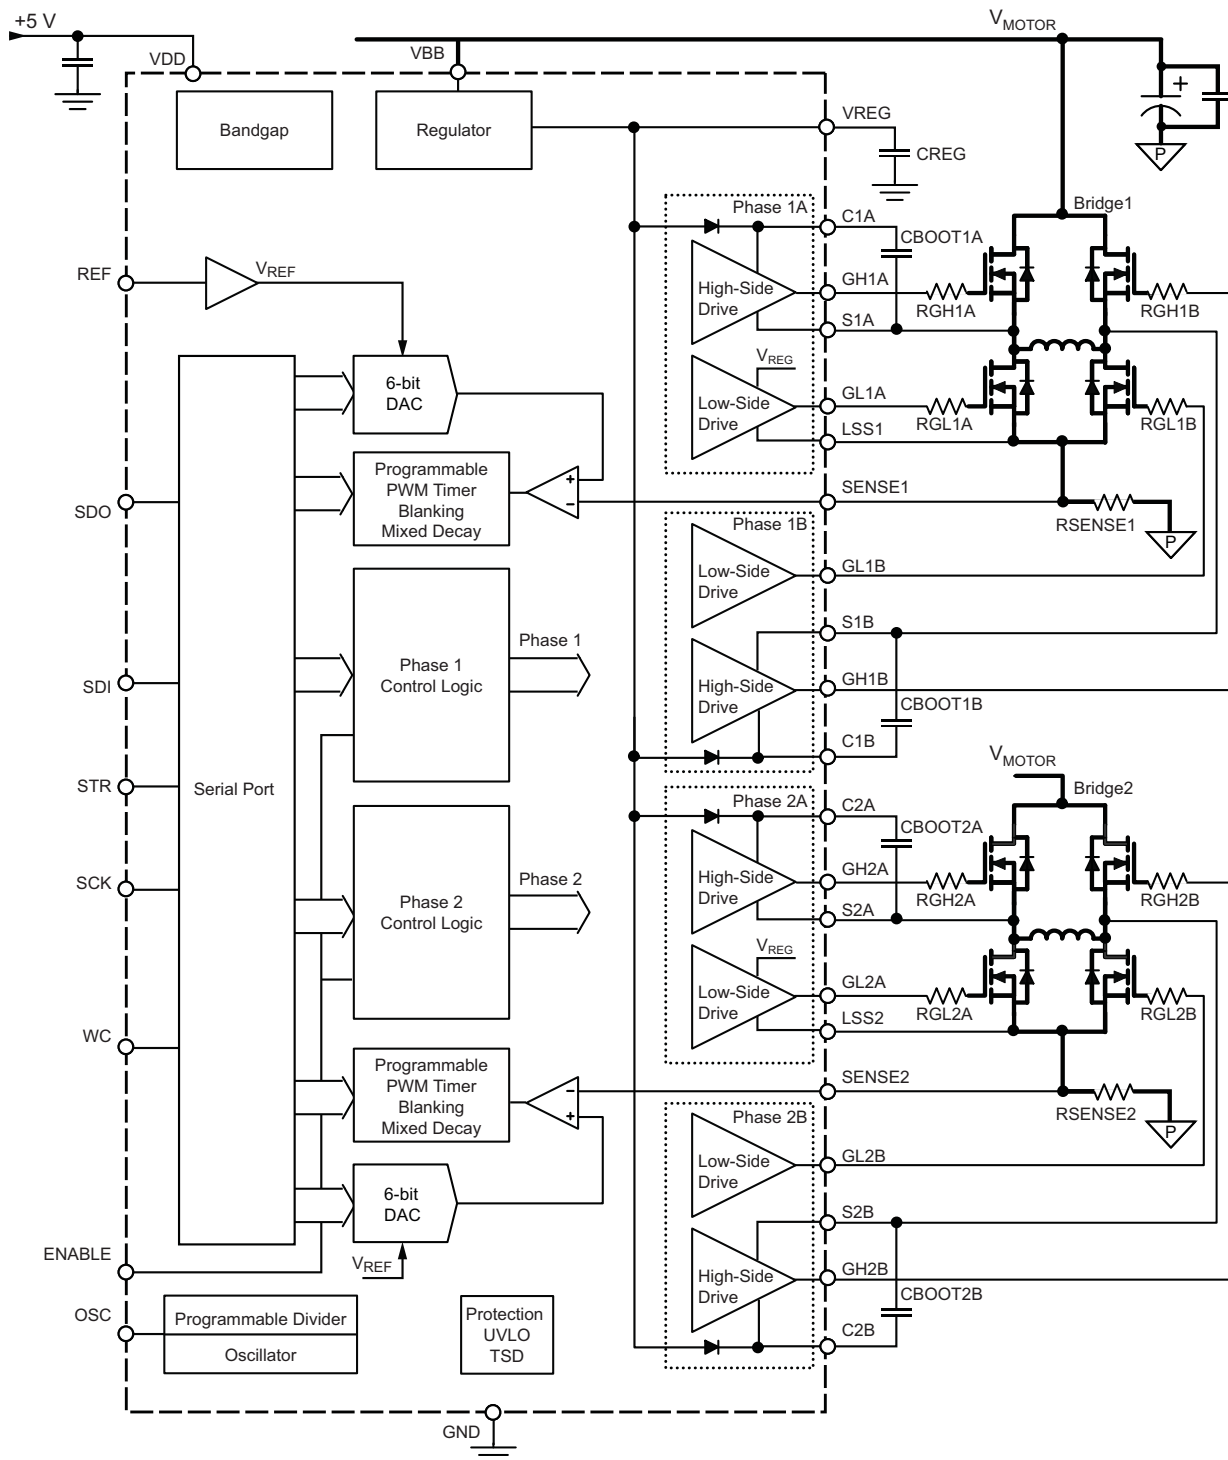 +5 V
VDD
VBB
V_MOTOR
Bandgap
Regulator
VREG
CREG
+
P
Phase 1A
C1A
CBOOT1A
Bridge1
REF
V_REF
High-Side
Drive
GH1A
RGH1A
RGH1B
S1A
6-bit
DAC
V_REG
Low-Side
Drive
GL1A
RGL1A
RGL1B
LSS1
Programmable
PWM Timer
Blanking
Mixed Decay
+
–
SENSE1
RSENSE1
P
SDO
Phase 1B
Low-Side
Drive
GL1B
S1B
Phase 1
Control Logic
Phase 1
SDI
High-Side
Drive
GH1B
CBOOT1B
C1B
STR
Serial Port
V_MOTOR
Bridge2
Phase 2A
C2A
CBOOT2A
SCK
Phase 2
Control Logic
Phase 2
High-Side
Drive
GH2A
RGH2A
RGH2B
S2A
V_REG
Low-Side
Drive
GL2A
RGL2A
RGL2B
LSS2
WC
Programmable
PWM Timer
Blanking
Mixed Decay
–
+
SENSE2
RSENSE2
P
Phase 2B
Low-Side
Drive
GL2B
6-bit
DAC
S2B
ENABLE
V_REF
High-Side
Drive
GH2B
CBOOT2B
C2B
OSC
Programmable Divider
Oscillator
Protection
UVLO
TSD
GND